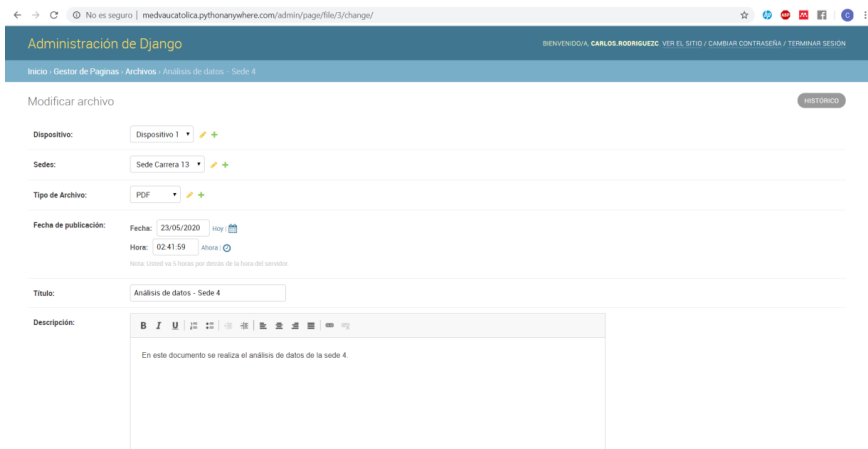 No es seguro | medvaucatolica.pythonanywhere.com/admin/page/file/3/change/
Administración de Django
BIENVENIDO/A, CARLOS.RODRIGUEZC. VER EL SITIO / CAMBIAR CONTRASEÑA / TERMINAR SESIÓN
Inicio › Gestor de Paginas › Archivos › Análisis de datos - Sede 4
Modificar archivo
HISTÓRICO
Dispositivo: Dispositivo 1
Sedes: Sede Carrera 13
Tipo de Archivo: PDF
Fecha de publicación: Fecha: 23/05/2020 Hoy |
Hora: 02:41:59 Ahora |
Nota: Usted va 5 horas por detrás de la hora del servidor.
Título: Análisis de datos - Sede 4
Descripción:
B I U
En este documento se realiza el análisis de datos de la sede 4.